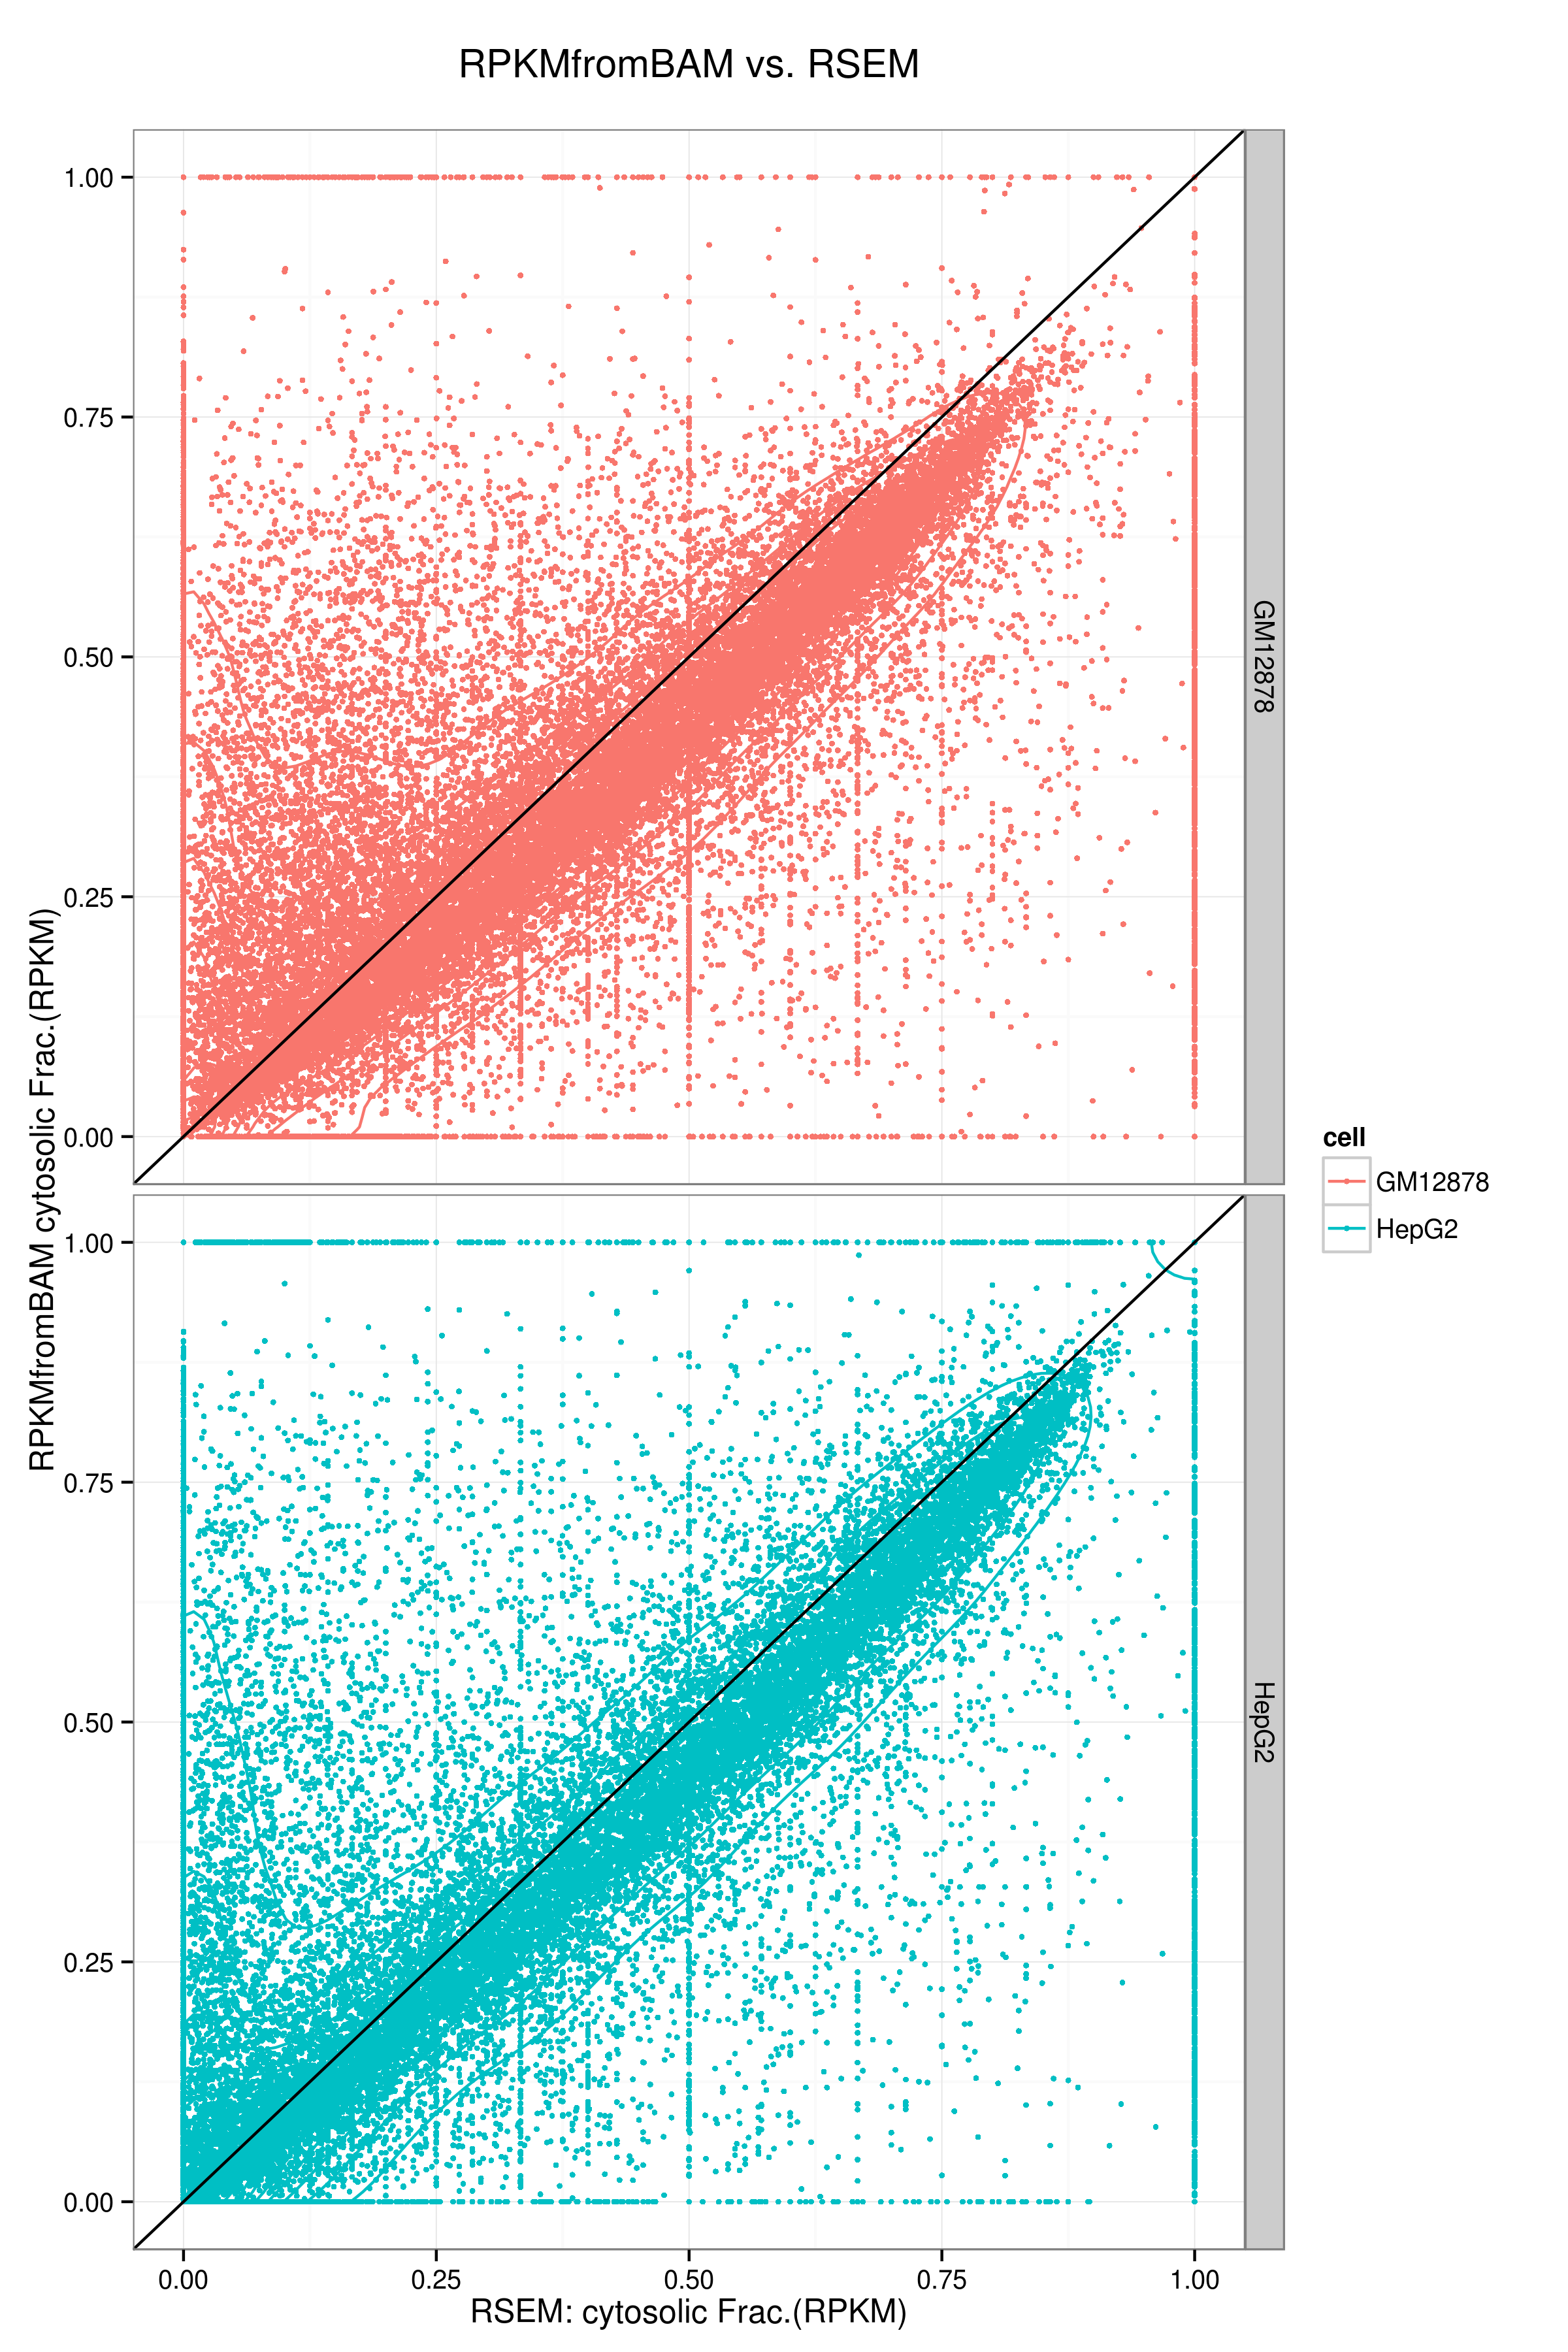 RPKMfromBAM vs. RSEM
RPKMfromBAM cytosolic Frac.(RPKM)
1.00
0.75
0.50
0.25
0.00
GM12878
1.00
0.75
0.50
0.25
0.00
HepG2
0.00 0.25 0.50 0.75 1.00
RSEM: cytosolic Frac.(RPKM)
cell
GM12878
HepG2